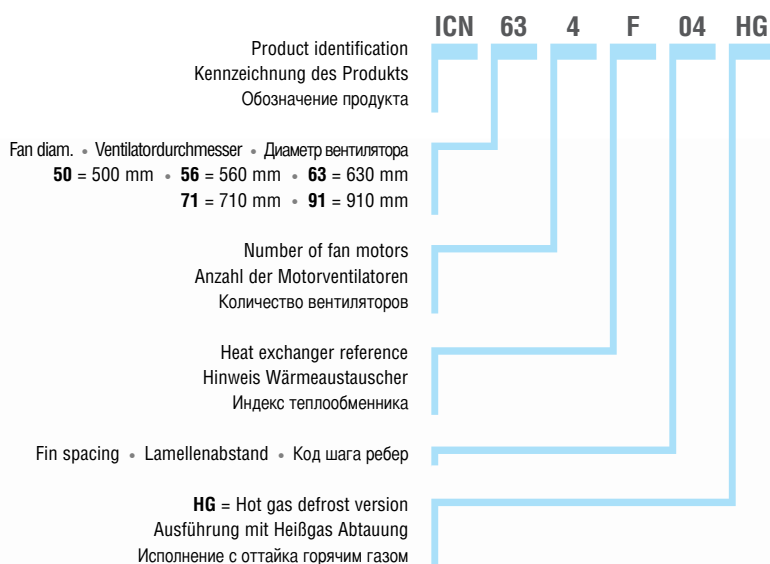 ICN 63 4 F 04 HG
Product identification
Kennzeichnung des Produkts
Обозначение продукта
Fan diam. • Ventilatordurchmesser • Диаметр вентилятора
50 = 500 mm • 56 = 560 mm • 63 = 630 mm
71 = 710 mm • 91 = 910 mm
Number of fan motors
Anzahl der Motorventilatoren
Количество вентиляторов
Heat exchanger reference
Hinweis Wärmeaustauscher
Индекс теплообменника
Fin spacing • Lamellenabstand • Код шага ребер
HG = Hot gas defrost version
Ausführung mit Heißgas Abtauung
Исполнение с оттайка горячим газом